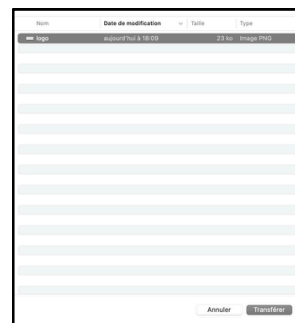 Nom Date de modification Taille Type
logo aujourd'hui à 18:09 23 ko Image PNG
Annuler Transférer